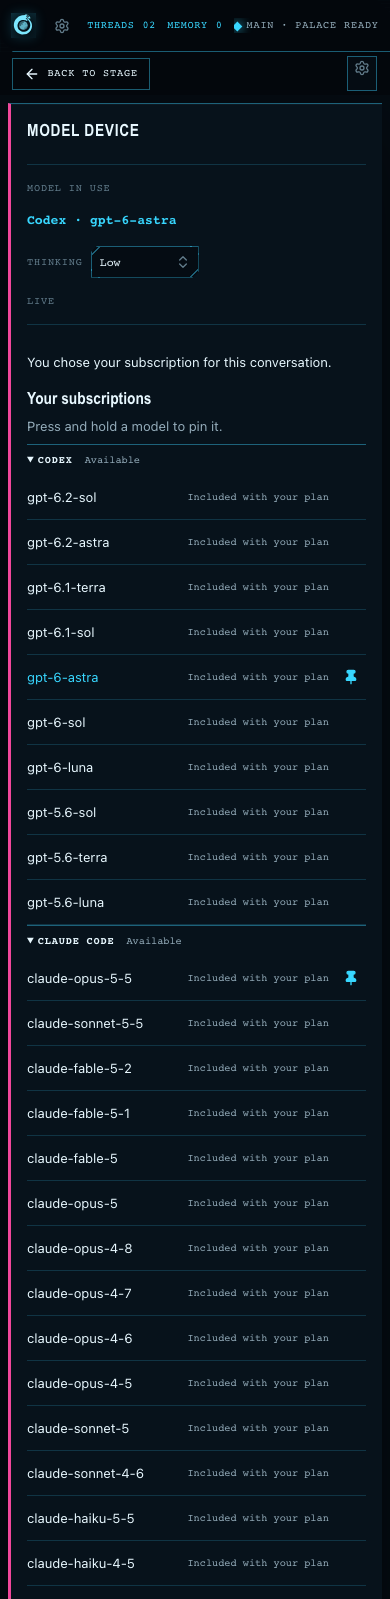 THREADS 02 MEMORY 0 MAIN · PALACE READY
BACK TO STAGE
MODEL DEVICE
MODEL IN USE
Codex · gpt-6-astra
THINKING Low
LIVE
You chose your subscription for this conversation.
Your subscriptions
Press and hold a model to pin it.
CODEX Available
gpt-6.2-sol Included with your plan
gpt-6.2-astra Included with your plan
gpt-6.1-terra Included with your plan
gpt-6.1-sol Included with your plan
gpt-6-astra Included with your plan
gpt-6-sol Included with your plan
gpt-6-luna Included with your plan
gpt-5.6-sol Included with your plan
gpt-5.6-terra Included with your plan
gpt-5.6-luna Included with your plan
CLAUDE CODE Available
claude-opus-5-5 Included with your plan
claude-sonnet-5-5 Included with your plan
claude-fable-5-2 Included with your plan
claude-fable-5-1 Included with your plan
claude-fable-5 Included with your plan
claude-opus-5 Included with your plan
claude-opus-4-8 Included with your plan
claude-opus-4-7 Included with your plan
claude-opus-4-6 Included with your plan
claude-opus-4-5 Included with your plan
claude-sonnet-5 Included with your plan
claude-sonnet-4-6 Included with your plan
claude-haiku-5-5 Included with your plan
claude-haiku-4-5 Included with your plan